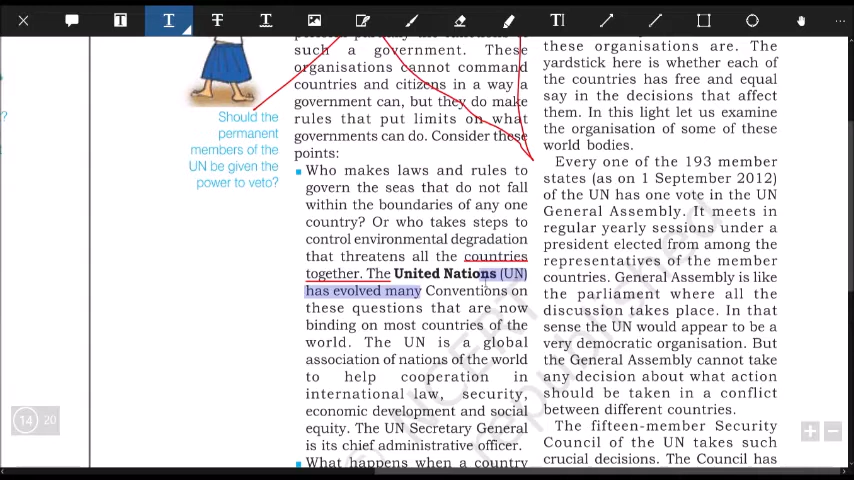 T
T
T
T
TI
Should the
permanent
members of the
UN be given the
power to veto?
?
such a government. These
organisations cannot command
countries and citizens in a way a
government can, but they do make
rules that put limits on what
governments can do. Consider these
points:
Who makes laws and rules to
govern the seas that do not fall
within the boundaries of any one
country? Or who takes steps to
control environmental degradation
that threatens all the countries
together. The United Nations (UN)
has evolved many Conventions on
these questions that are now
binding on most countries of the
world. The UN is a global
association of nations of the world
to help cooperation in
international law, security,
economic development and social
equity. The UN Secretary General
is its chief administrative officer.
What happens when a country
these organisations are. The
yardstick here is whether each of
the countries has free and equal
say in the decisions that affect
them. In this light let us examine
the organisation of some of these
world bodies.
Every one of the 193 member
states (as on 1 September 2012)
of the UN has one vote in the UN
General Assembly. It meets in
regular yearly sessions under a
president elected from among the
representatives of the member
countries. General Assembly is like
the parliament where all the
discussion takes place. In that
sense the UN would appear to be a
very democratic organisation. But
the General Assembly cannot take
any decision about what action
should be taken in a conflict
between different countries.
The fifteen-member Security
Council of the UN takes such
crucial decisions. The Council has
© NCERT
republished
14 20